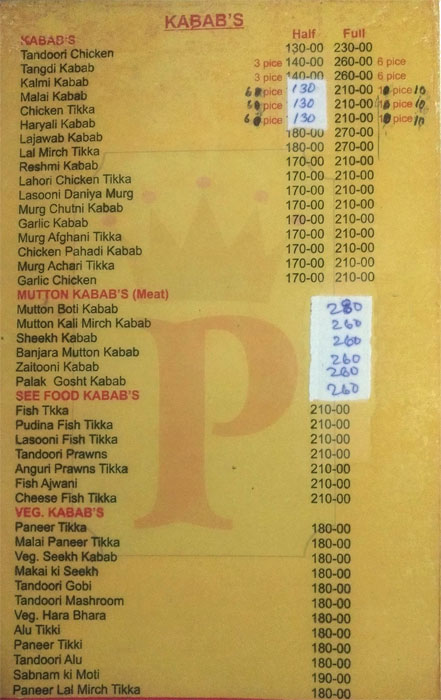 KABAB'S
KABAB'S Half Full
Tandoori Chicken 130-00 230-00
Tangdi Kabab 3 pice 140-00 260-00 6 pice
Kalmi Kabab 3 pice 140-00 260-00 6 pice
Malai Kabab 6 pice 130 210-00 pice 10
Chicken Tikka pice 130 210-00 pice 10
Haryali Kabab 6 pice 130 210-00 pice 10
Lajawab Kabab 180-00 270-00
Lal Mirch Tikka 180-00 270-00
Reshmi Kabab 170-00 210-00
Lahori Chicken Tikka 170-00 210-00
Lasooni Daniya Murg 170-00 210-00
Murg Chutni Kabab 170-00 210-00
Garlic Kabab 170-00 210-00
Murg Afghani Tikka 170-00 210-00
Chicken Pahadi Kabab 170-00 210-00
Murg Achari Tikka 170-00 210-00
Garlic Chicken 170-00 210-00
MUTTON KABAB'S (Meat)
Mutton Boti Kabab 280
Mutton Kali Mirch Kabab 260
Sheekh Kabab 260
Banjara Mutton Kabab 260
Zaitooni Kabab 280
Palak Gosht Kabab 260
SEE FOOD KABAB'S
Fish Tkka 210-00
Pudina Fish Tikka 210-00
Lasooni Fish Tikka 210-00
Tandoori Prawns 210-00
Anguri Prawns Tikka 210-00
Fish Ajwani 210-00
Cheese Fish Tikka 210-00
VEG. KABAB'S
Paneer Tikka 180-00
Malai Paneer Tikka 180-00
Veg. Seekh Kabab 180-00
Makai ki Seekh 180-00
Tandoori Gobi 180-00
Tandoori Mashroom 180-00
Veg. Hara Bhara 180-00
Alu Tikki 180-00
Paneer Tikki 180-00
Tandoori Alu 180-00
Sabnam ki Moti 190-00
Paneer Lal Mirch Tikka 180-00